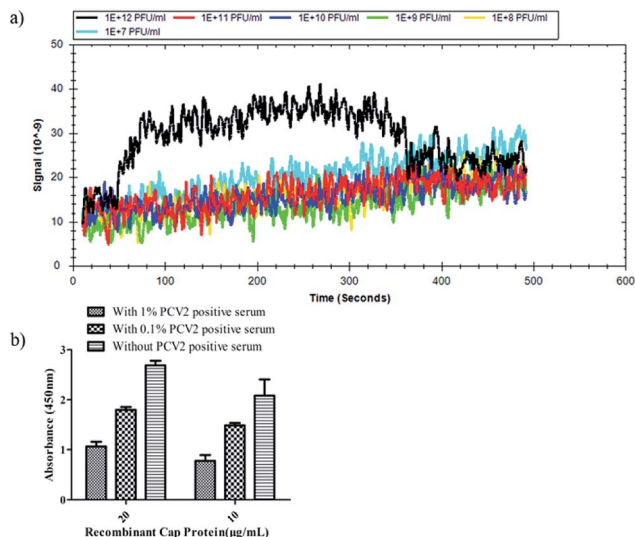 a)
1E+12 PFU/ml 1E+11 PFU/ml 1E+10 PFU/ml 1E+9 PFU/ml 1E+8 PFU/ml
1E+7 PFU/ml
50
40
30
20
10
0
Signal (10^-9)
0 100 200 300 400 500 600
Time (Seconds)
b)
With 1% PCV2 positive serum
With 0.1% PCV2 positive serum
Without PCV2 positive serum
3
2
1
0
Absorbance (450nm)
20 10
Recombinant Cap Protein(μg/mL)